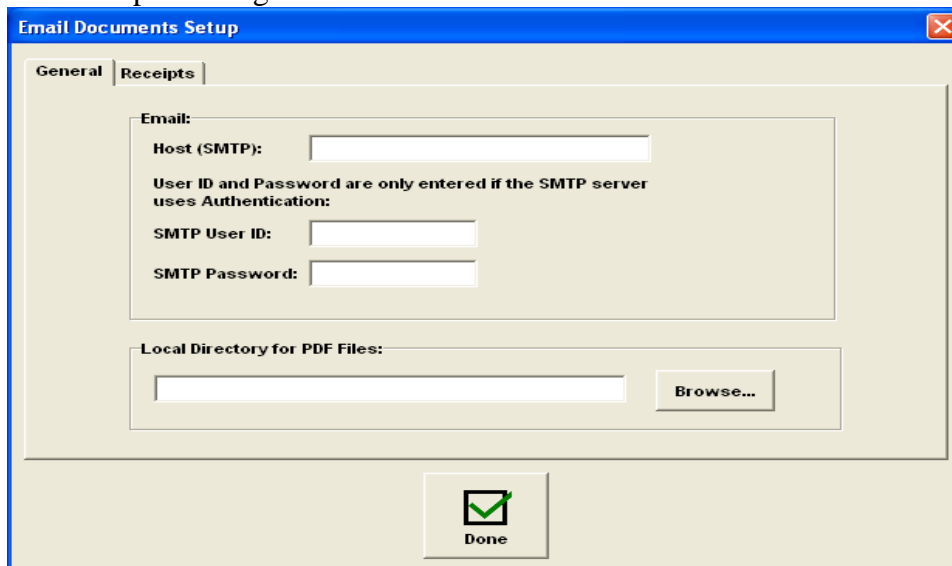 Email Documents Setup
General Receipts
Email:
Host (SMTP):
User ID and Password are only entered if the SMTP server
uses Authentication:
SMTP User ID:
SMTP Password:
Local Directory for PDF Files:
Browse...
Done